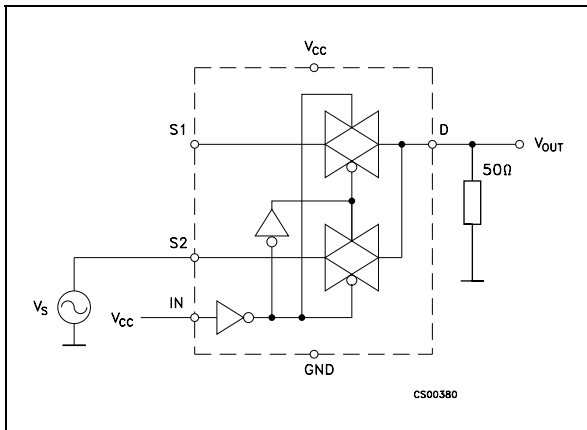 VCC
S1
D
VOUT
50Ω
S2
VS
IN
VCC
GND
CS00380